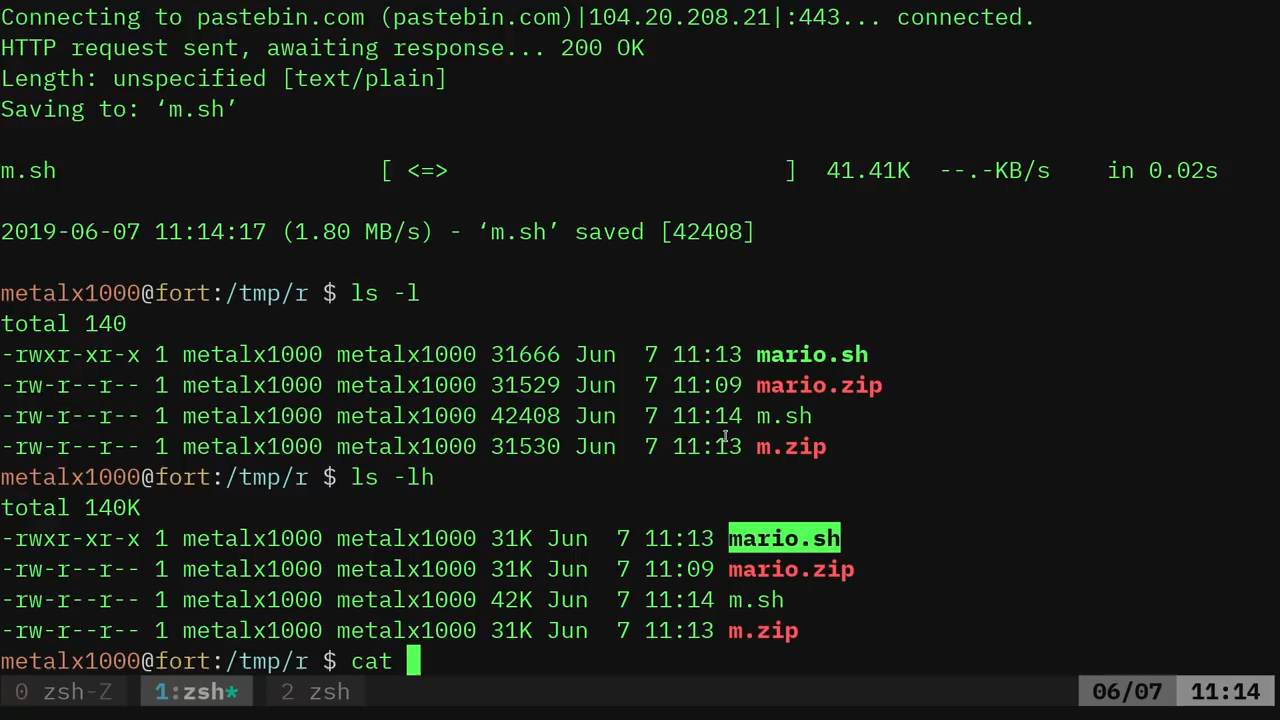 Connecting to pastebin.com (pastebin.com)|104.20.208.21|:443... connected.
HTTP request sent, awaiting response... 200 OK
Length: unspecified [text/plain]
Saving to: ‘m.sh’
m.sh [ <=> ] 41.41K --.-KB/s in 0.02s
2019-06-07 11:14:17 (1.80 MB/s) - ‘m.sh’ saved [42408]
metalx1000@fort:/tmp/r $ ls -l
total 140
-rwxr-xr-x 1 metalx1000 metalx1000 31666 Jun 7 11:13 mario.sh
-rw-r--r-- 1 metalx1000 metalx1000 31529 Jun 7 11:09 mario.zip
-rw-r--r-- 1 metalx1000 metalx1000 42408 Jun 7 11:14 m.sh
-rw-r--r-- 1 metalx1000 metalx1000 31530 Jun 7 11:13 m.zip
metalx1000@fort:/tmp/r $ ls -lh
total 140K
-rwxr-xr-x 1 metalx1000 metalx1000 31K Jun 7 11:13 mario.sh
-rw-r--r-- 1 metalx1000 metalx1000 31K Jun 7 11:09 mario.zip
-rw-r--r-- 1 metalx1000 metalx1000 42K Jun 7 11:14 m.sh
-rw-r--r-- 1 metalx1000 metalx1000 31K Jun 7 11:13 m.zip
metalx1000@fort:/tmp/r $ cat
0 zsh-Z 1:zsh* 2 zsh 06/07 11:14